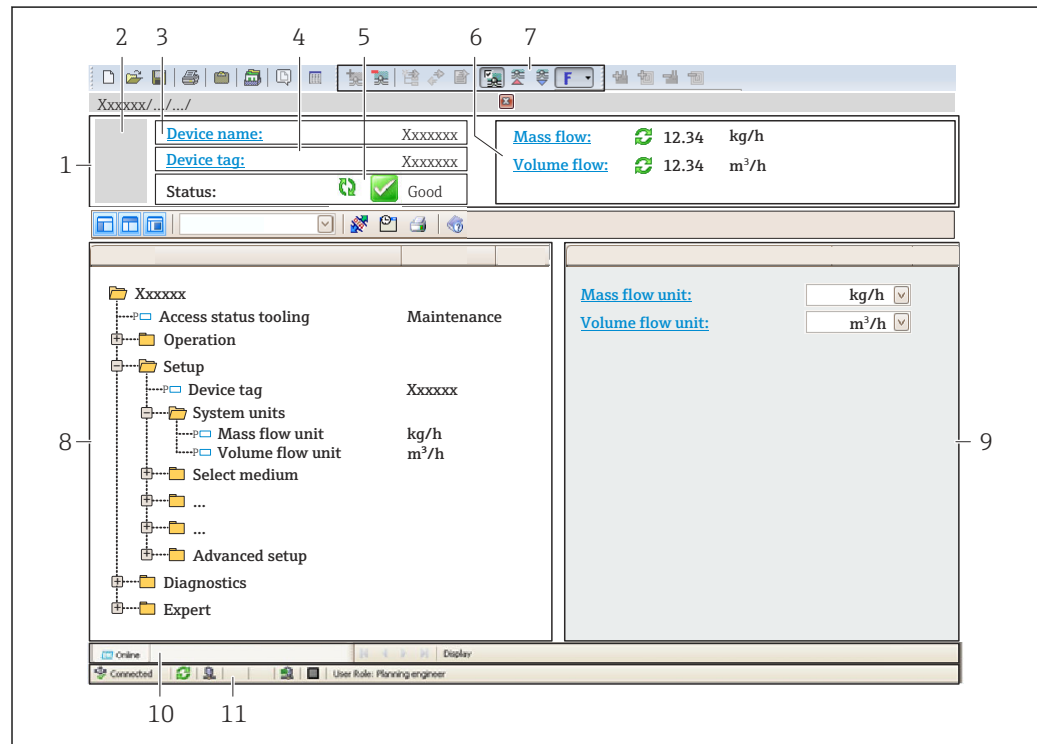 2 3 4 5 6 7
F
Xxxxxx/.../.../
1
Device name: Xxxxxxx
Device tag: Xxxxxxx
Status: Good
Mass flow: 12.34 kg/h
Volume flow: 12.34 m³/h
Xxxxxx
P Access status tooling Maintenance
Operation
Setup
P Device tag Xxxxxx
System units
P Mass flow unit kg/h
P Volume flow unit m³/h
Select medium
...
...
Advanced setup
Diagnostics
Expert
8
Mass flow unit: kg/h
Volume flow unit: m³/h
9
Online Display
Connected User Role: Planning engineer
10 11